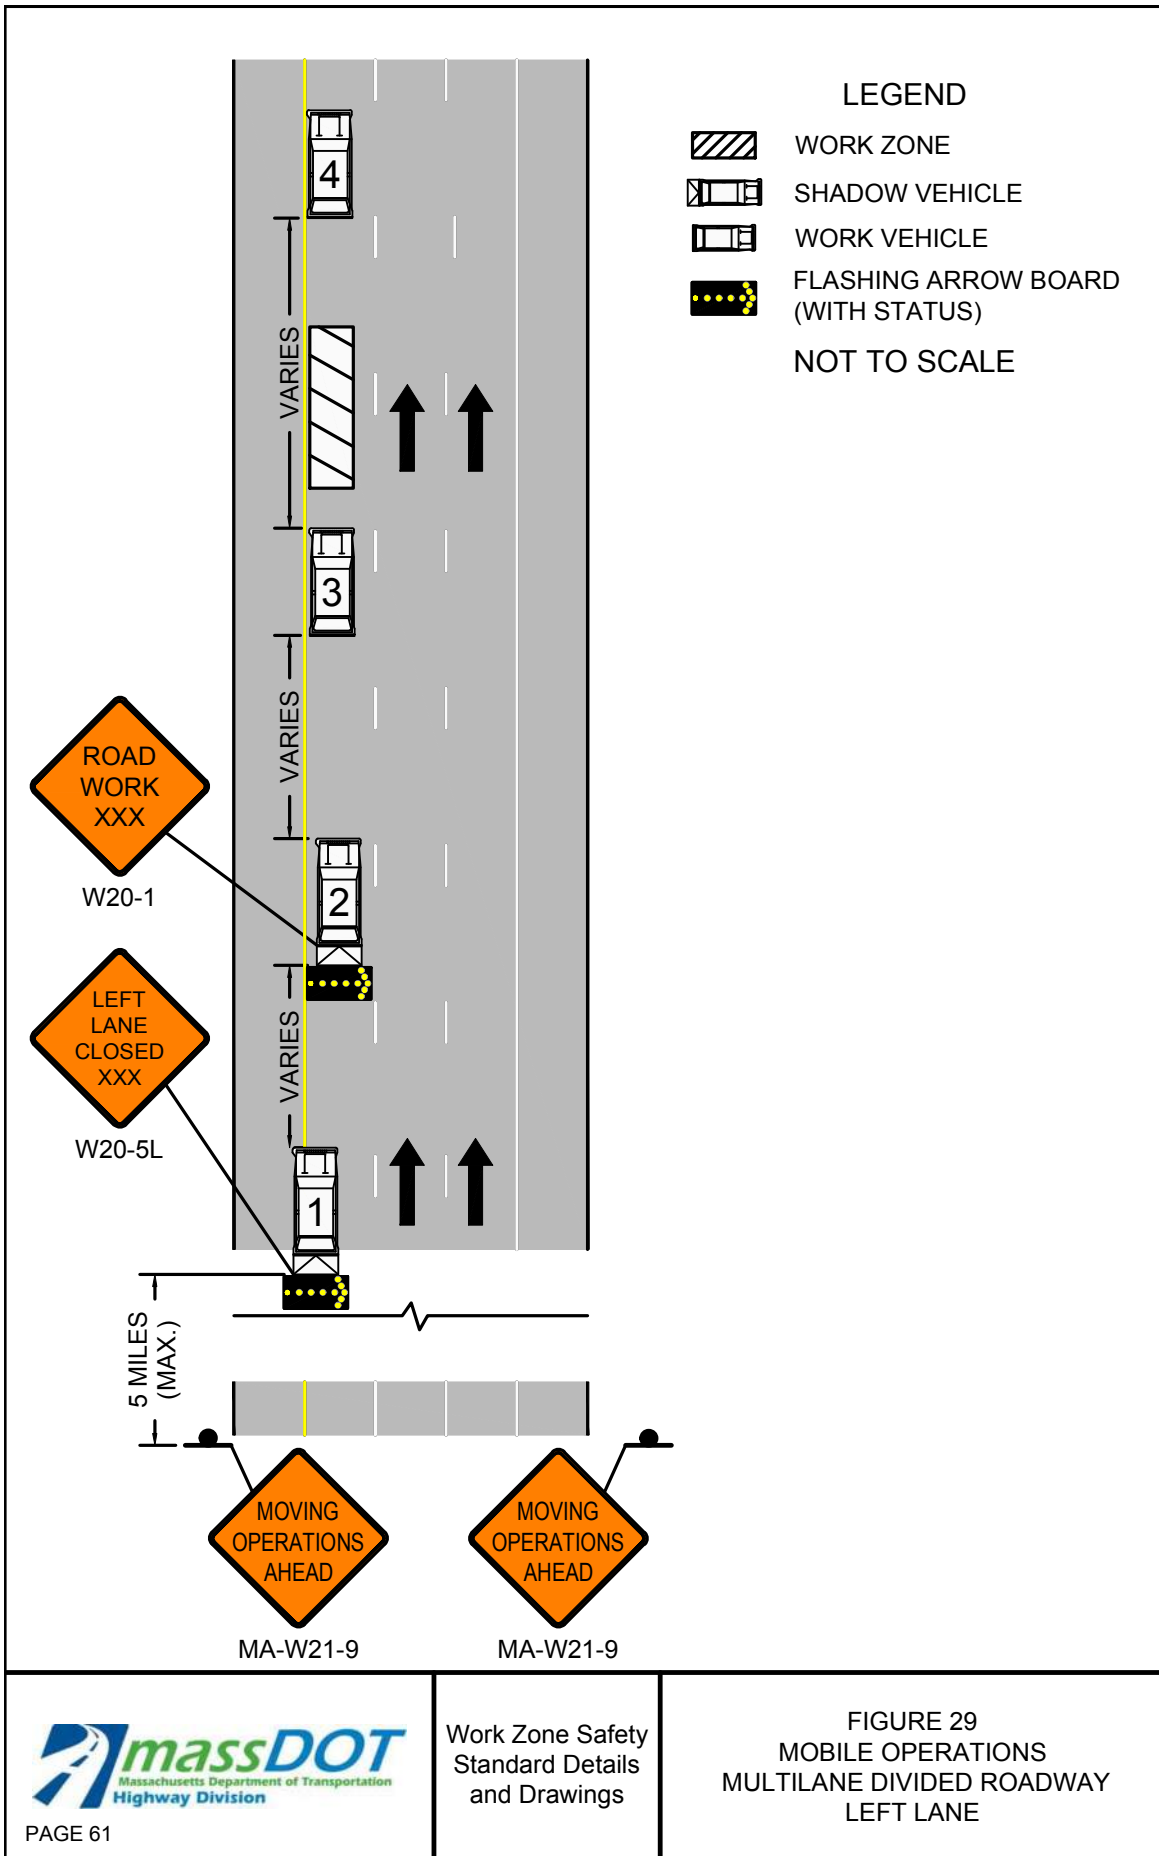 LEGEND
WORK ZONE
SHADOW VEHICLE
WORK VEHICLE
FLASHING ARROW BOARD
(WITH STATUS)
NOT TO SCALE
4
VARIES
3
VARIES
ROAD
WORK
XXX
W20-1
2
LEFT
LANE
CLOSED
XXX
W20-5L
VARIES
1
5 MILES
(MAX.)
MOVING
OPERATIONS
AHEAD
MA-W21-9
MOVING
OPERATIONS
AHEAD
MA-W21-9
massDOT
Massachusetts Department of Transportation
Highway Division
PAGE 61
Work Zone Safety
Standard Details
and Drawings
FIGURE 29
MOBILE OPERATIONS
MULTILANE DIVIDED ROADWAY
LEFT LANE